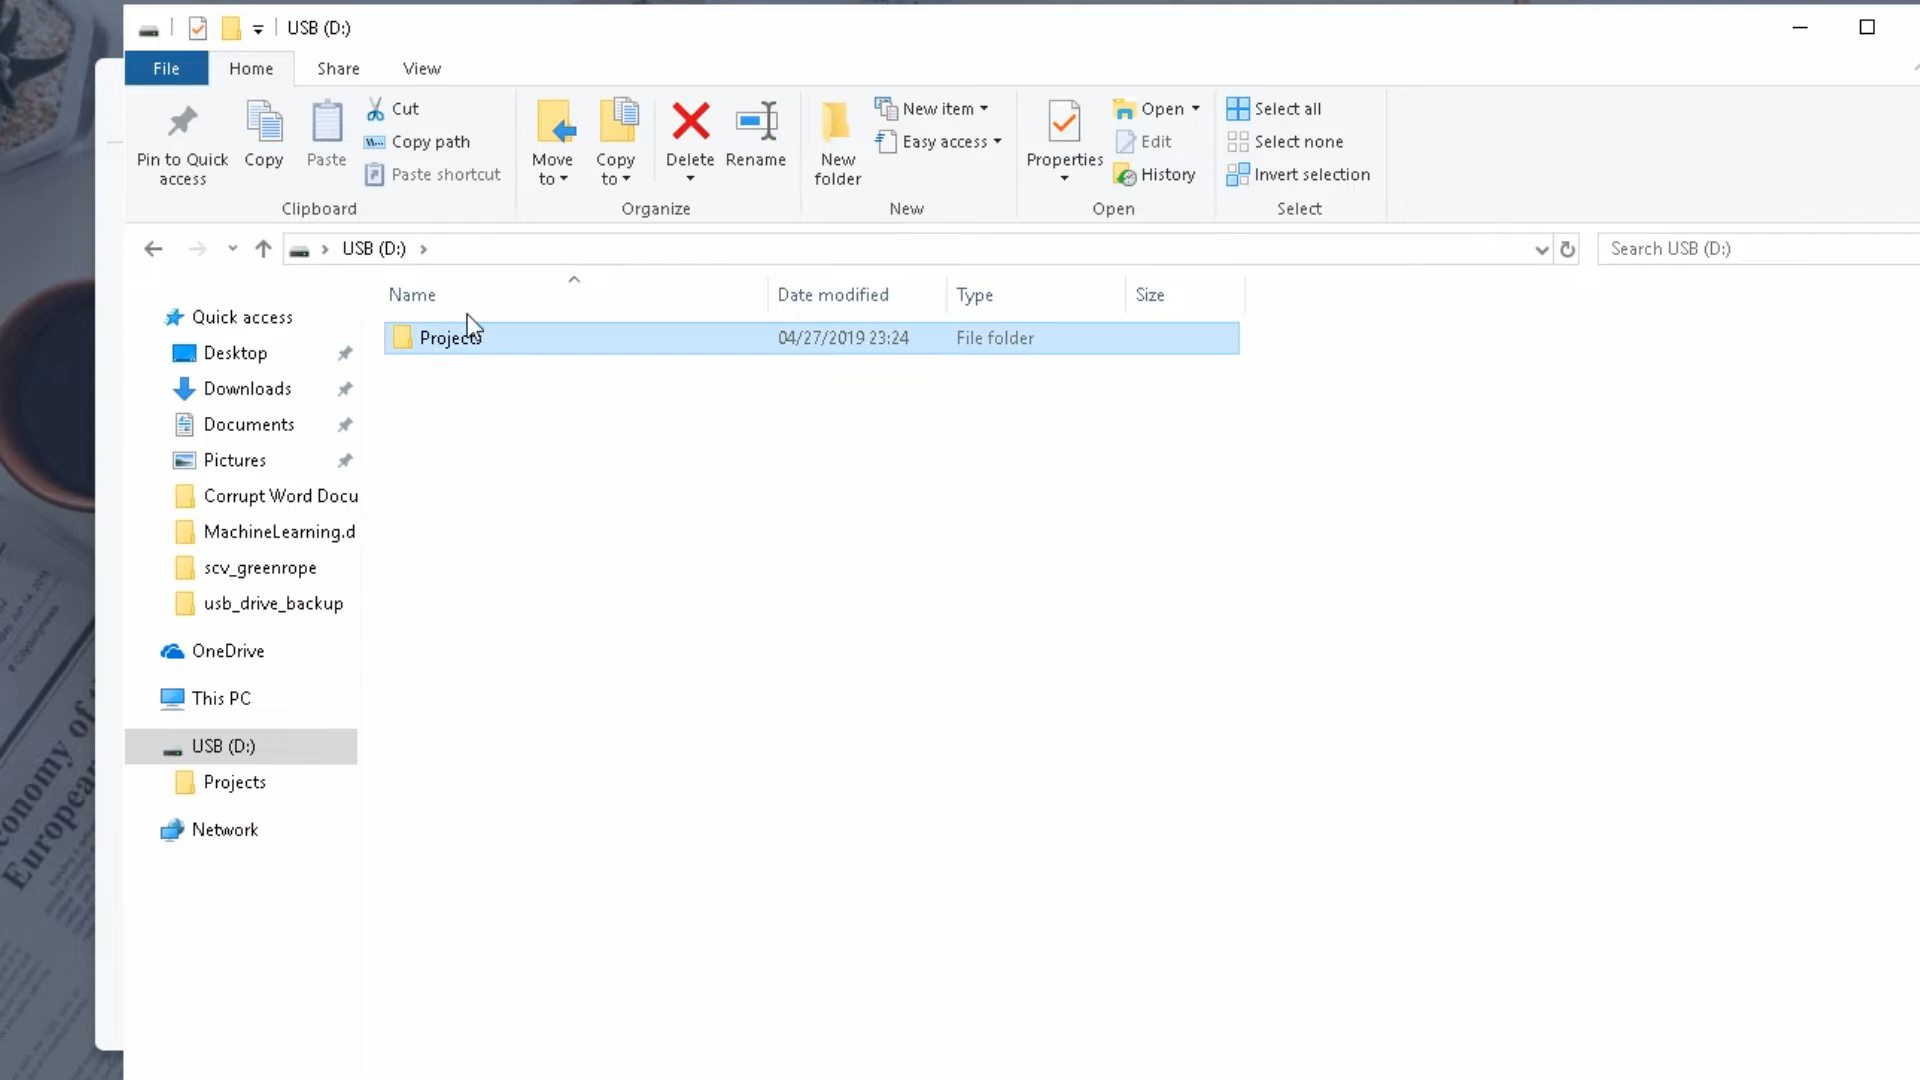 USB (D:)
File Home Share View
Pin to Quick access
Copy
Paste
Cut
Copy path
Paste shortcut
Clipboard
Move to
Copy to
Delete
Rename
Organize
New folder
New item
Easy access
New
Properties
Open
Edit
History
Open
Select all
Select none
Invert selection
Select
USB (D:)
Search USB (D:)
Name Date modified Type Size
Projects 04/27/2019 23:24 File folder
Quick access
Desktop
Downloads
Documents
Pictures
Corrupt Word Docu
MachineLearning.d
scv_greenrope
usb_drive_backup
OneDrive
This PC
USB (D:)
Projects
Network
conomy of
European